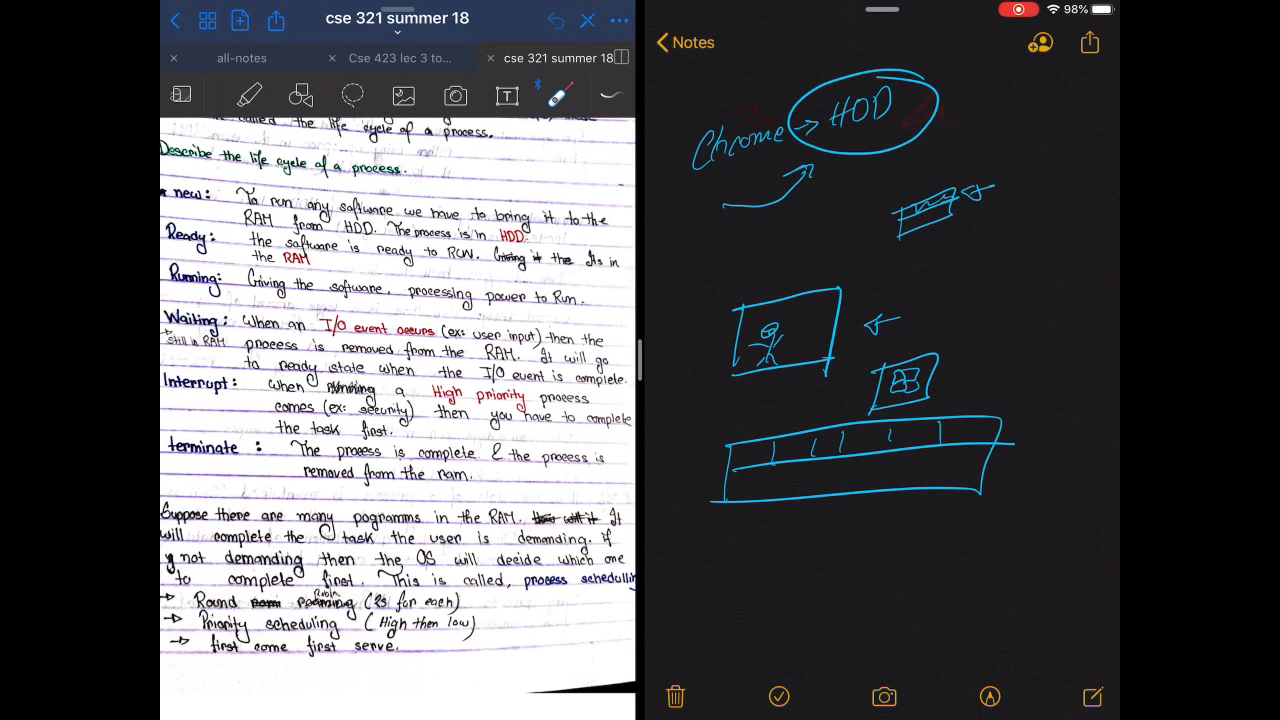 cse 321 summer 18
all-notes
Cse 423 lec 3 to...
cse 321 summer 18
called the life cycle of a process.
Describe the life cycle of a process.
new: To run any software we have to bring it to the
RAM from HDD. The process is in HDD.
Ready: the software is ready to RUN. Its in
the RAM
Running: Giving the software, processing power to Run.
Waiting: When an I/O event occurs (ex: user input) then the
still in RAM process is removed from the RAM. It will go
to ready state when the I/O event is complete.
Interrupt: When a High priority process
comes (ex: security) then you have to complete
the task first.
terminate: The process is complete & the process is
removed from the ram.
Suppose there are many pogramms in the RAM. It
will complete the task the user is demanding. if
not demanding then the OS will decide which one
to complete first. This is called, process scheduling
→ Round Robin (2s for each)
→ Priority scheduling (High then low)
→ first come first serve.
98%
Notes
Chrome → HDD